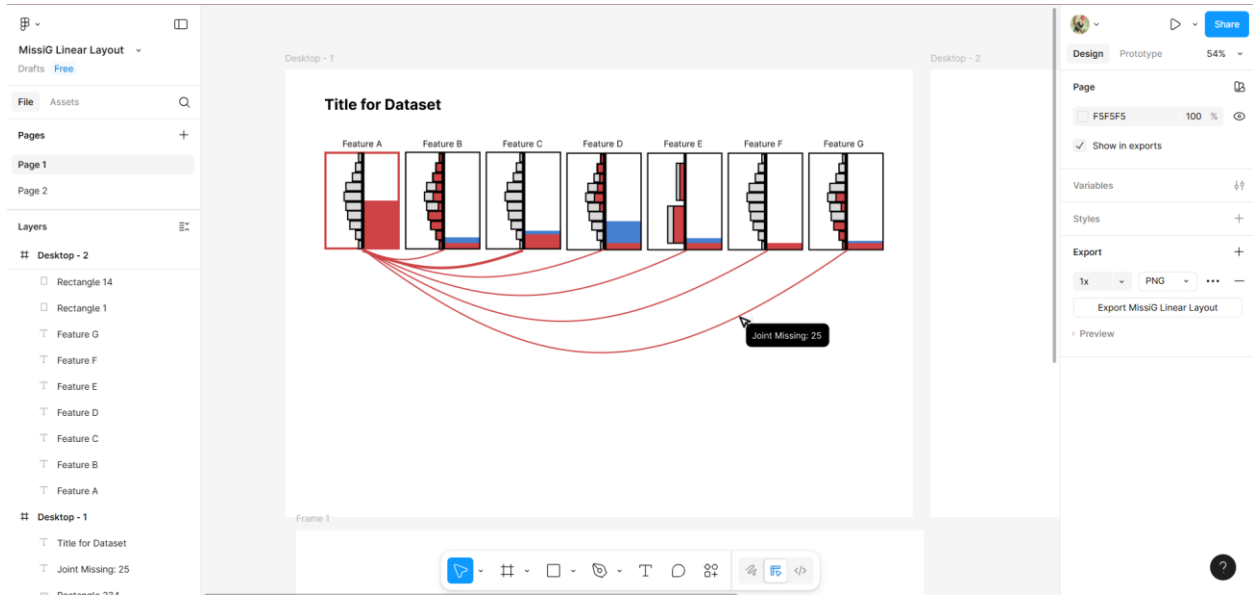 MissiG Linear Layout
Drafts Free
File Assets
Pages
Page 1
Page 2
Layers
Desktop - 2
Rectangle 14
Rectangle 1
Feature G
Feature F
Feature E
Feature D
Feature C
Feature B
Feature A
Desktop - 1
Title for Dataset
Joint Missing: 25
Rectangle 234
Desktop - 1
Desktop - 2
Title for Dataset
Feature A Feature B Feature C Feature D Feature E Feature F Feature G
Joint Missing: 25
Frame 1
Share
Design Prototype 54%
Page
F5F5F5 100 %
Show in exports
Variables
Styles
Export
1x PNG
Export MissiG Linear Layout
Preview
?